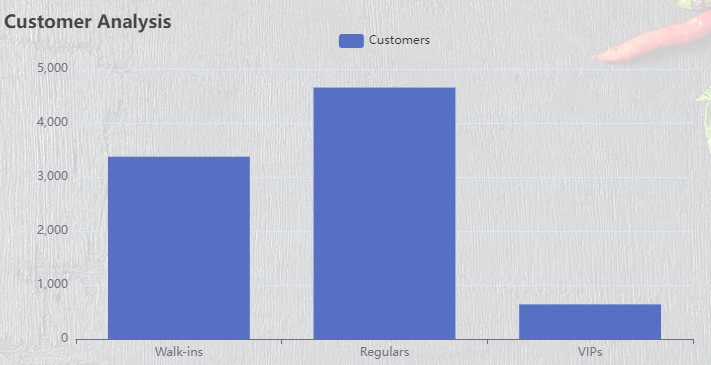 Customer Analysis
Customers
5,000
4,000
3,000
2,000
1,000
0
Walk-ins Regulars VIPs